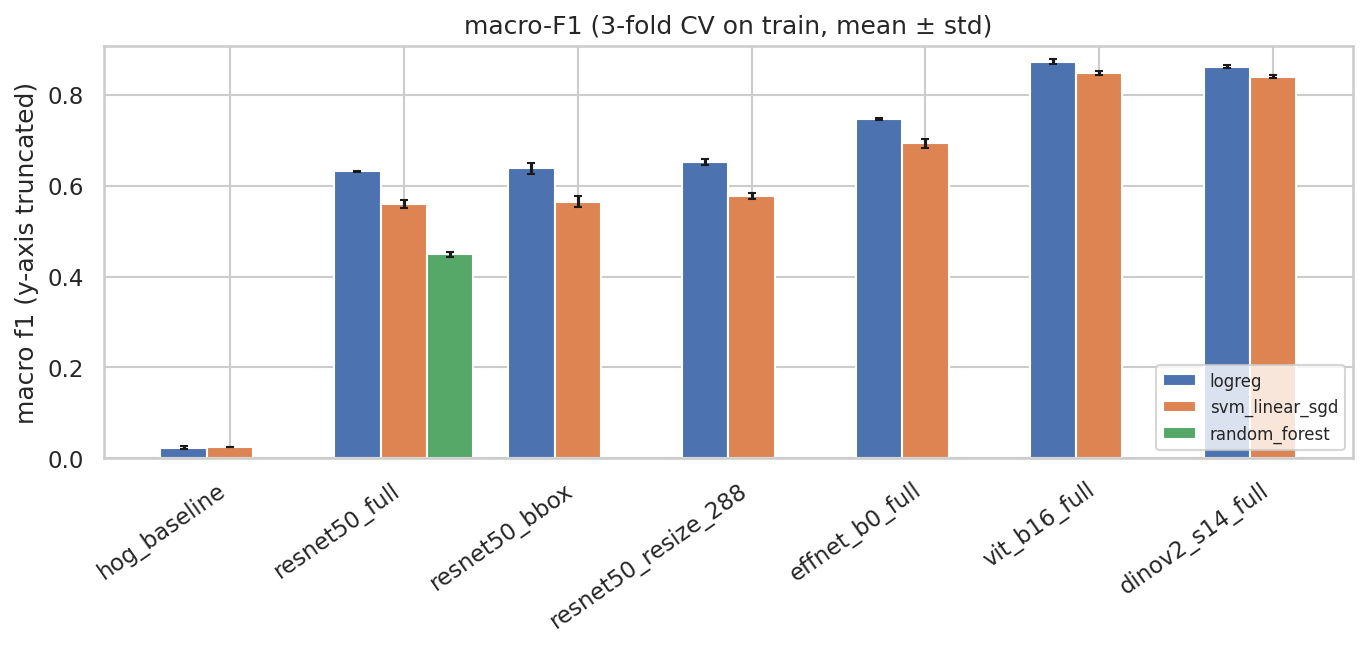 macro-F1 (3-fold CV on train, mean ± std)
macro f1 (y-axis truncated)
0.8
0.6
0.4
0.2
0.0
logreg
svm_linear_sgd
random_forest
hog_baseline
resnet50_full
resnet50_bbox
resnet50_resize_288
effnet_b0_full
vit_b16_full
dinov2_s14_full